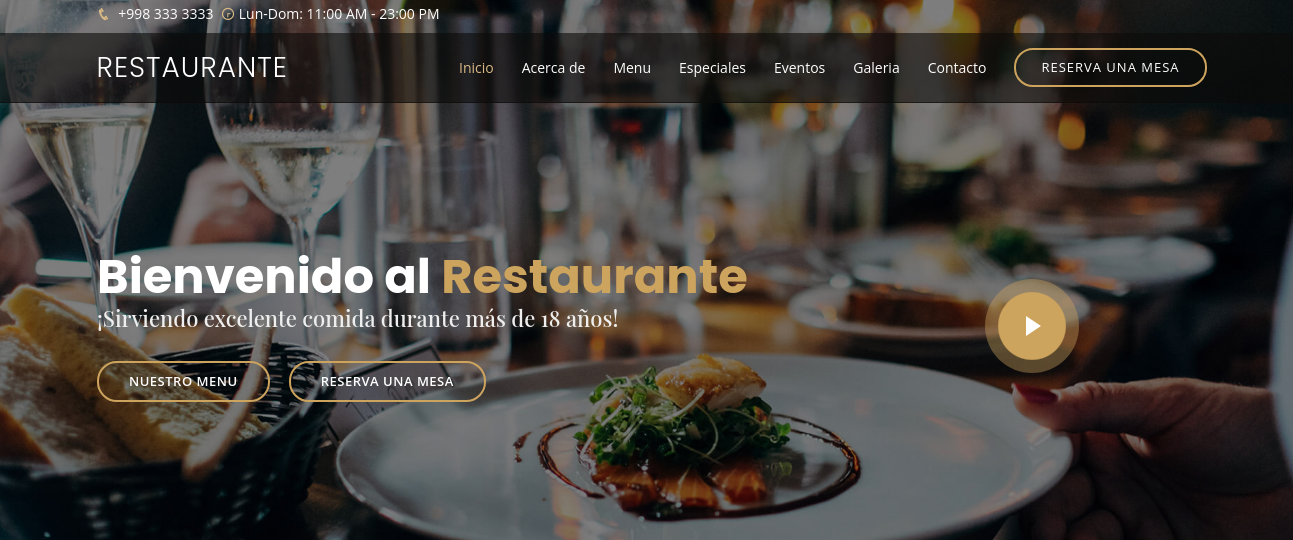 +998 333 3333 Lun-Dom: 11:00 AM - 23:00 PM
RESTAURANTE
Inicio Acerca de Menu Especiales Eventos Galeria Contacto RESERVA UNA MESA
Bienvenido al Restaurante
¡Sirviendo excelente comida durante más de 18 años!
NUESTRO MENU RESERVA UNA MESA